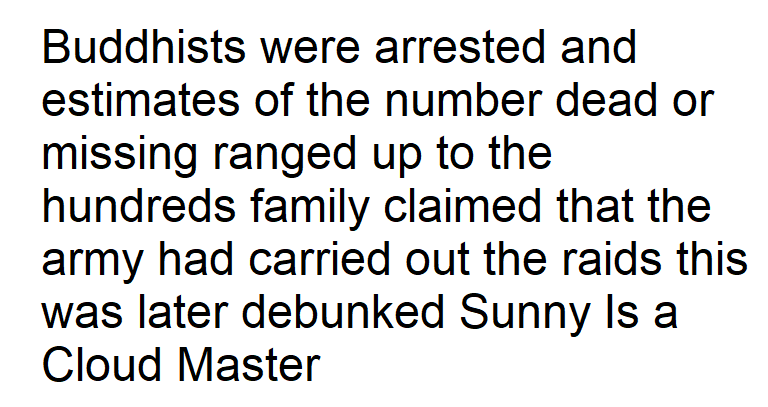 Buddhists were arrested and
estimates of the number dead or
missing ranged up to the
hundreds family claimed that the
army had carried out the raids this
was later debunked Sunny Is a
Cloud Master